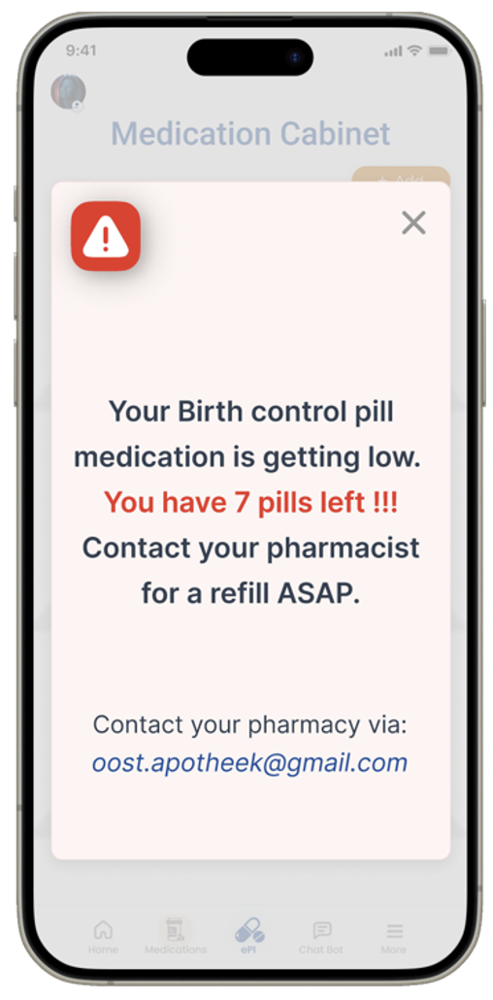 9:41
Medication Cabinet
+ Add
Your Birth control pill
medication is getting low.
You have 7 pills left !!!
Contact your pharmacist
for a refill ASAP.
Contact your pharmacy via:
oost.apotheek@gmail.com
Home Medications ePI Chat Bot More